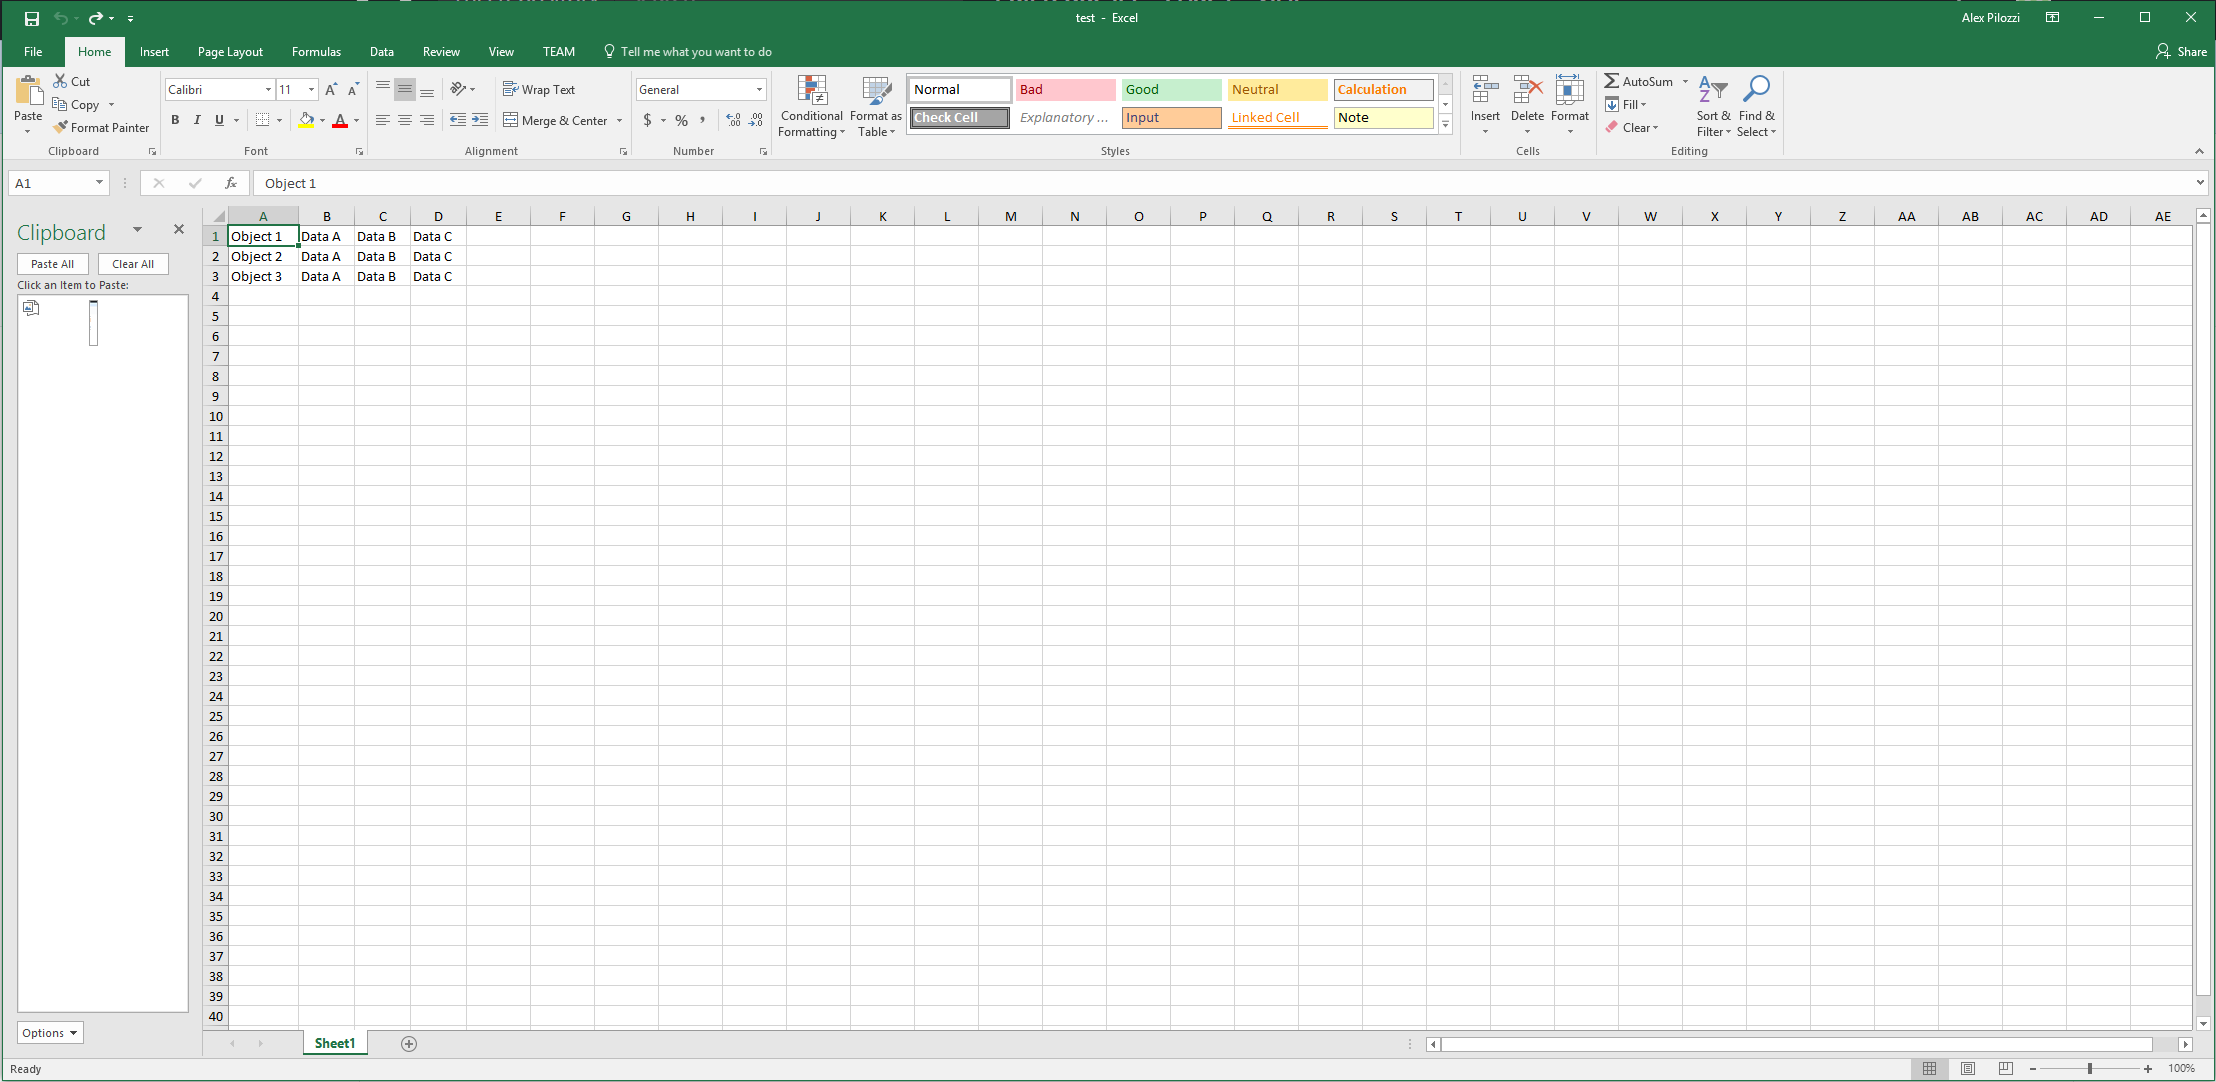 test - Excel
Alex Pilozzi
File Home Insert Page Layout Formulas Data Review View TEAM Tell me what you want to do Share
Paste Cut Copy Format Painter Clipboard
Calibri 11 A A B I U A Font
Wrap Text Merge & Center Alignment
General $ % , .00 .00 Number
Conditional Formatting Format as Table
Normal Bad Good Neutral Calculation
Check Cell Explanatory ... Input Linked Cell Note
Styles
Insert Delete Format Cells
AutoSum Fill Clear Sort & Filter Find & Select Editing
A1 fx Object 1
Clipboard
Paste All Clear All
Click an Item to Paste:
A B C D E F G H I J K L M N O P Q R S T U V W X Y Z AA AB AC AD AE
1 Object 1 Data A Data B Data C
2 Object 2 Data A Data B Data C
3 Object 3 Data A Data B Data C
4
5
6
7
8
9
10
11
12
13
14
15
16
17
18
19
20
21
22
23
24
25
26
27
28
29
30
31
32
33
34
35
36
37
38
39
40
Options
Sheet1
Ready
100%